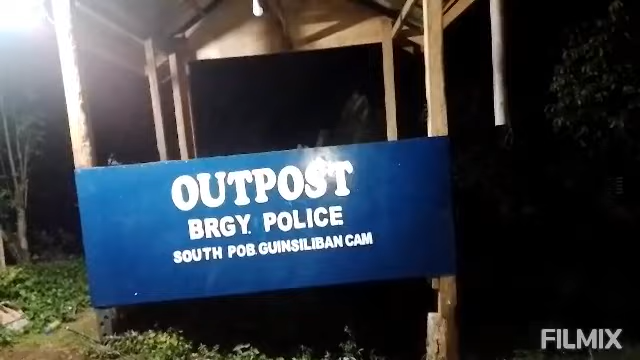 OUTPOST
BRGY. POLICE
SOUTH POB. GUINSILIBAN CAM
FILMIX